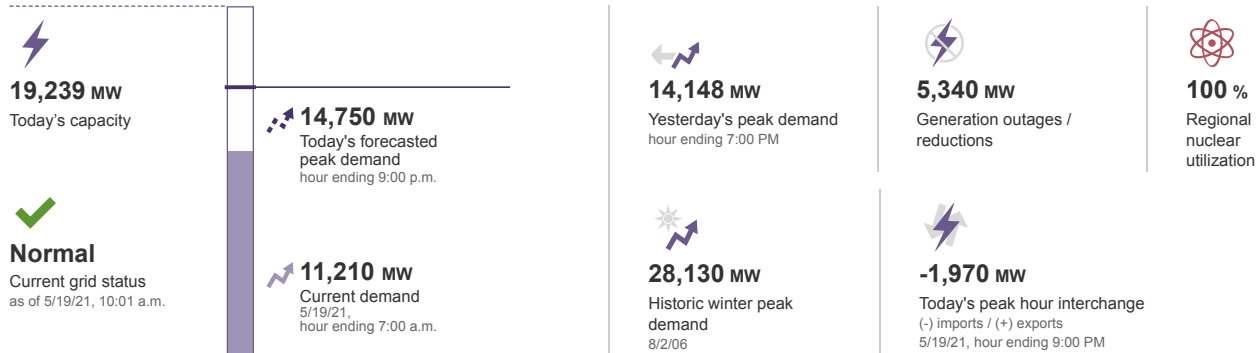 19,239 MW
Today's capacity
Normal
Current grid status
as of 5/19/21, 10:01 a.m.
14,750 MW
Today's forecasted
peak demand
hour ending 9:00 p.m.
11,210 MW
Current demand
5/19/21,
hour ending 7:00 a.m.
14,148 MW
Yesterday's peak demand
hour ending 7:00 PM
5,340 MW
Generation outages /
reductions
100 %
Regional
nuclear
utilization
28,130 MW
Historic winter peak
demand
8/2/06
-1,970 MW
Today's peak hour interchange
(-) imports / (+) exports
5/19/21, hour ending 9:00 PM